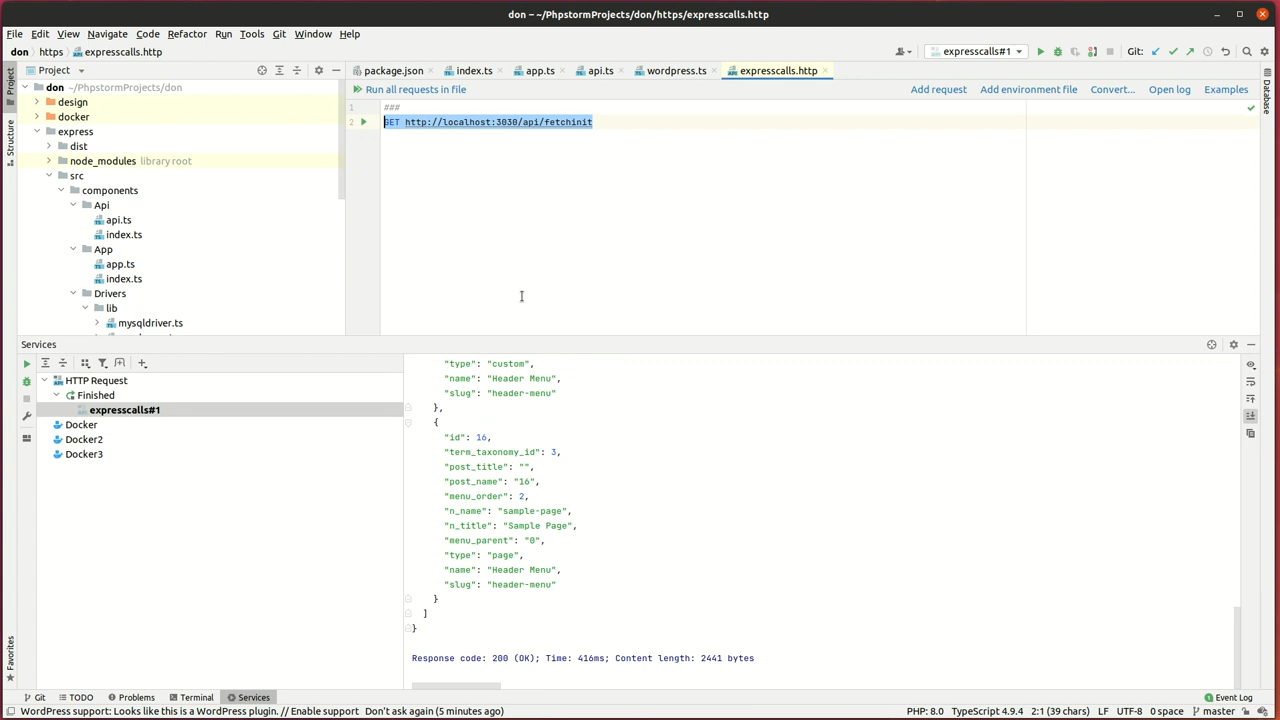 don – ~/PhpstormProjects/don/https/expresscalls.http
File Edit View Navigate Code Refactor Run Tools Git Window Help
don https expresscalls.http expresscalls#1 Git:
Project package.json index.ts app.ts api.ts wordpress.ts expresscalls.http
Run all requests in file Add request Add environment file Convert... Open log Examples
don ~/PhpstormProjects/don
design
docker
express
dist
node_modules library root
src
components
Api
api.ts
index.ts
App
app.ts
index.ts
Drivers
lib
mysqldriver.ts
1 ###
2 GET http://localhost:3030/api/fetchinit
Project
Structure
Favorites
Database
Services
HTTP Request
Finished
expresscalls#1
Docker
Docker2
Docker3
"type": "custom",
"name": "Header Menu",
"slug": "header-menu"
},
{
"id": 16,
"term_taxonomy_id": 3,
"post_title": "",
"post_name": "16",
"menu_order": 2,
"n_name": "sample-page",
"n_title": "Sample Page",
"menu_parent": "0",
"type": "page",
"name": "Header Menu",
"slug": "header-menu"
}
]
}
Response code: 200 (OK); Time: 416ms; Content length: 2441 bytes
Git TODO Problems Terminal Services Event Log
WordPress support: Looks like this is a WordPress plugin. // Enable support Don't ask again (5 minutes ago) PHP: 8.0 TypeScript 4.9.4 2:1 (39 chars) LF UTF-8 0 space master